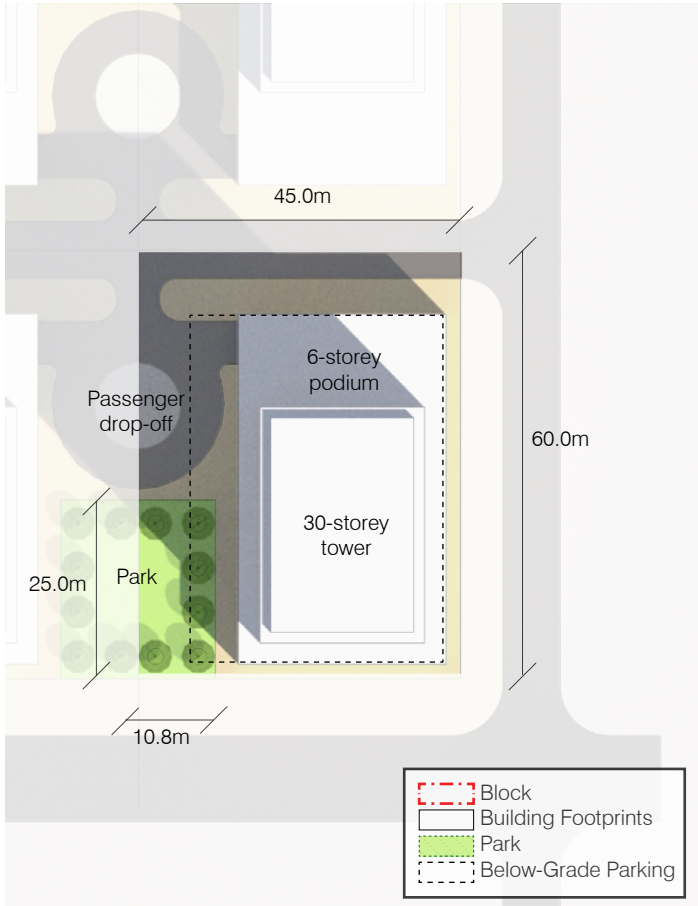 45.0m
6-storey
podium
Passenger
drop-off
60.0m
30-storey
tower
Park
25.0m
10.8m
Block
Building Footprints
Park
Below-Grade Parking